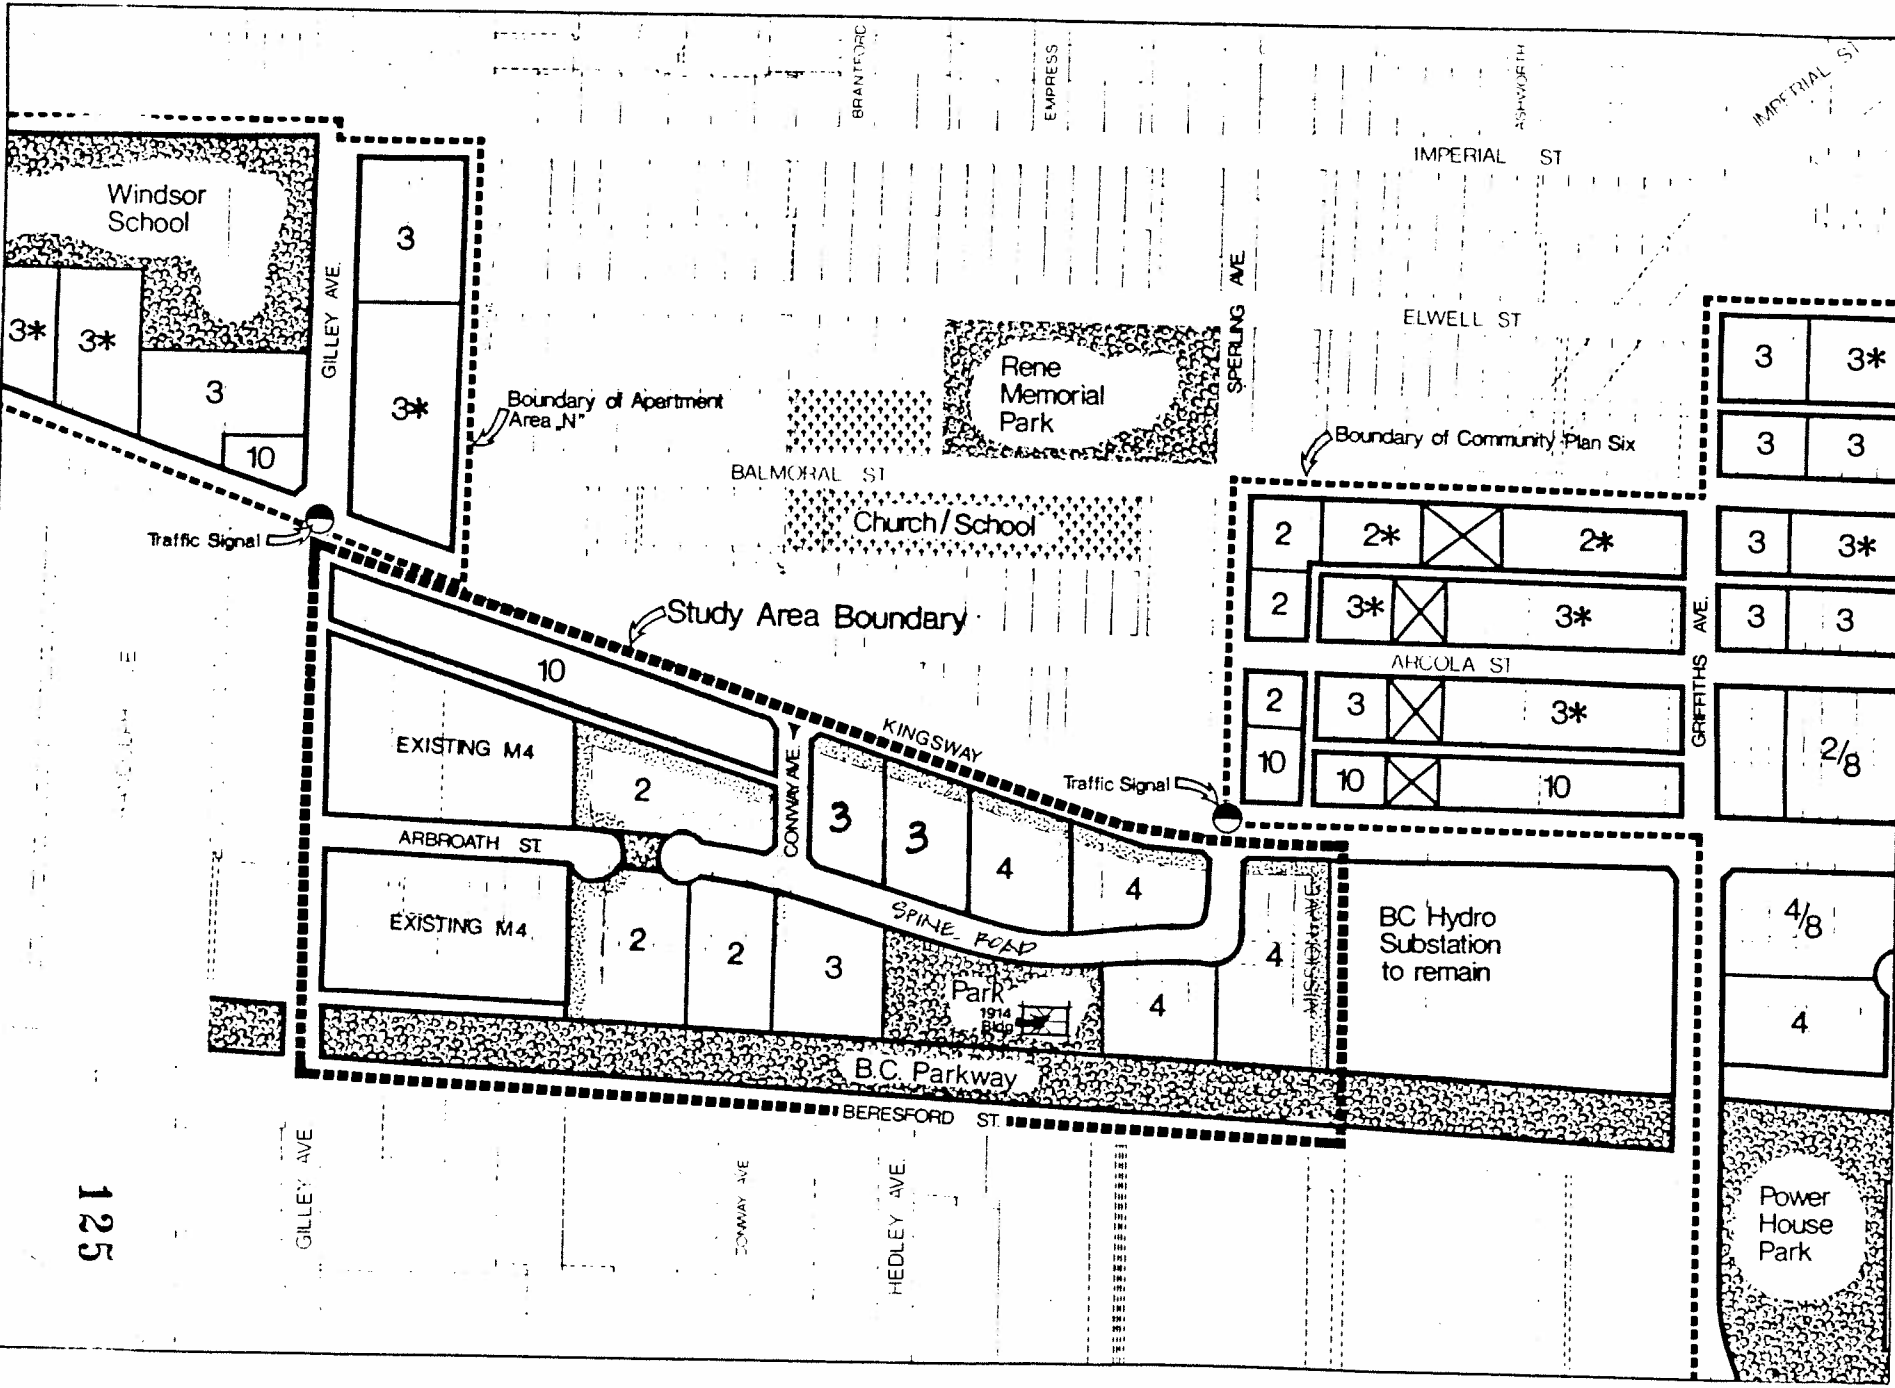 BRANTFORD
EMPRESS
ASHWORTH
IMPERIAL ST
IMPERIAL ST
Windsor
School
3
GILLEY AVE.
SPERLING AVE.
ELWELL ST
3*
3*
3
3*
10
Boundary of Apartment
Area „N"
Rene
Memorial
Park
3
3*
3
3
Boundary of Community Plan Six
BALMORAL ST
Church/School
Traffic Signal
2
2*
2*
3
3*
2
3*
3*
3
3
Study Area Boundary
ARCOLA ST
GRIFFITHS AVE.
10
2
3
3*
2/8
KINGSWAY
EXISTING M4
2
CONWAY AVE.
Traffic Signal
10
10
10
3
3
4
4
ARBROATH ST.
EXISTING M4
2
2
3
SPINE ROAD
4
MISSION AVE
BC Hydro
Substation
to remain
4/8
Park
1914
Bldg
4
4
B.C. Parkway
BERESFORD ST.
GILLEY AVE
CONWAY AVE
HEDLEY AVE.
Power
House
Park
125